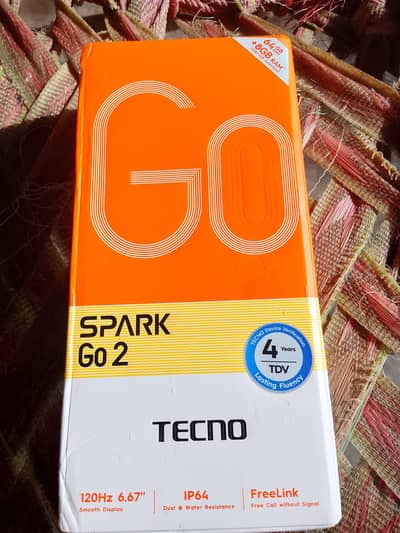 64GB
+8GB RAM*
GO
SPARK
Go 2
TECNO Device Verification
4 Years
TDV
Lasting Fluency
TECNO
120Hz 6.67" IP64 FreeLink
Smooth Display Dust & Water Resistance Free Call without Signal